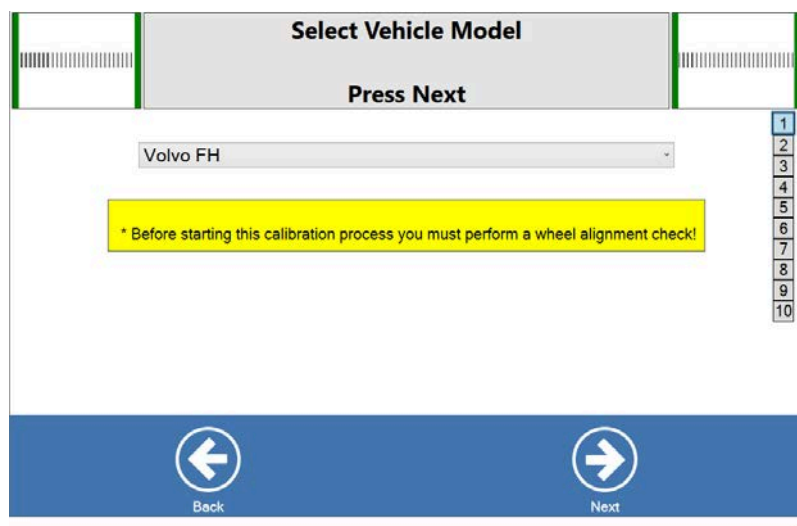 Select Vehicle Model
Press Next
Volvo FH
* Before starting this calibration process you must perform a wheel alignment check!
1
2
3
4
5
6
7
8
9
10
Back
Next